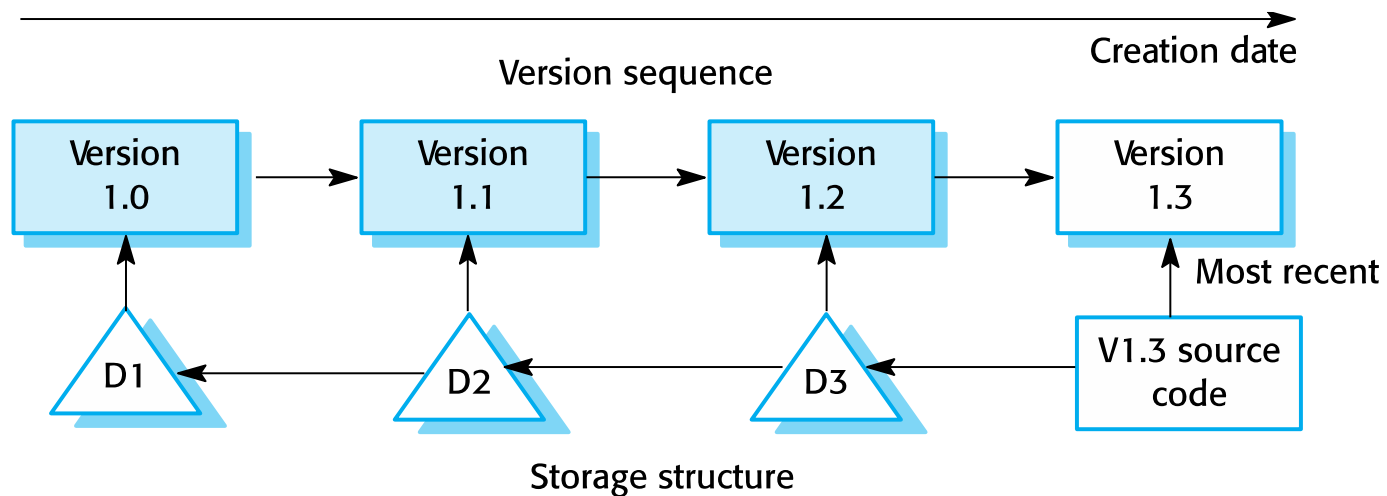 Creation date
Version sequence
Version
1.0
Version
1.1
Version
1.2
Version
1.3
Most recent
D1
D2
D3
V1.3 source
code
Storage structure